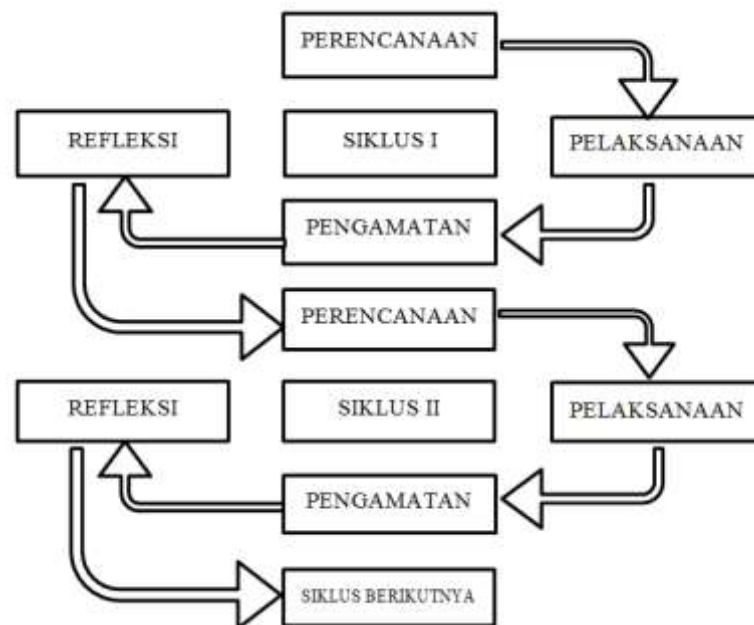 PERENCANAAN
REFLEKSI
SIKLUS I
PELAKSANAAN
PENGAMATAN
PERENCANAAN
REFLEKSI
SIKLUS II
PELAKSANAAN
PENGAMATAN
SIKLUS BERIKUTNYA